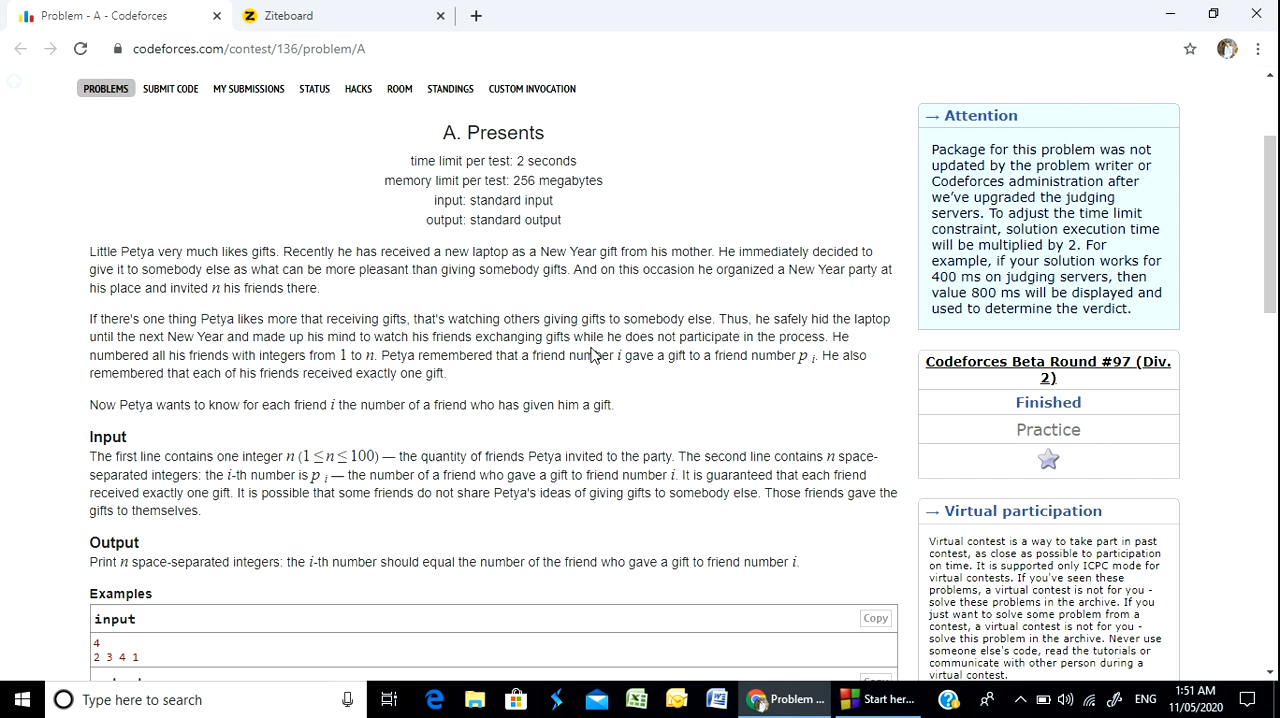 Problem - A - Codeforces
Ziteboard
codeforces.com/contest/136/problem/A
PROBLEMS SUBMIT CODE MY SUBMISSIONS STATUS HACKS ROOM STANDINGS CUSTOM INVOCATION
A. Presents
time limit per test: 2 seconds
memory limit per test: 256 megabytes
input: standard input
output: standard output
Little Petya very much likes gifts. Recently he has received a new laptop as a New Year gift from his mother. He immediately decided to
give it to somebody else as what can be more pleasant than giving somebody gifts. And on this occasion he organized a New Year party at
his place and invited n his friends there.
If there's one thing Petya likes more that receiving gifts, that's watching others giving gifts to somebody else. Thus, he safely hid the laptop
until the next New Year and made up his mind to watch his friends exchanging gifts while he does not participate in the process. He
numbered all his friends with integers from 1 to n. Petya remembered that a friend number i gave a gift to a friend number p i. He also
remembered that each of his friends received exactly one gift.
Now Petya wants to know for each friend i the number of a friend who has given him a gift.
Input
The first line contains one integer n (1 ≤ n ≤ 100) — the quantity of friends Petya invited to the party. The second line contains n space-
separated integers: the i-th number is p i — the number of a friend who gave a gift to friend number i. It is guaranteed that each friend
received exactly one gift. It is possible that some friends do not share Petya's ideas of giving gifts to somebody else. Those friends gave the
gifts to themselves.
Output
Print n space-separated integers: the i-th number should equal the number of the friend who gave a gift to friend number i.
Examples
input
Copy
4
2 3 4 1
→ Attention
Package for this problem was not
updated by the problem writer or
Codeforces administration after
we've upgraded the judging
servers. To adjust the time limit
constraint, solution execution time
will be multiplied by 2. For
example, if your solution works for
400 ms on judging servers, then
value 800 ms will be displayed and
used to determine the verdict.
Codeforces Beta Round #97 (Div.
2)
Finished
Practice
→ Virtual participation
Virtual contest is a way to take part in past
contest, as close as possible to participation
on time. It is supported only ICPC mode for
virtual contests. If you've seen these
problems, a virtual contest is not for you -
solve these problems in the archive. If you
just want to solve some problem from a
contest, a virtual contest is not for you -
solve this problem in the archive. Never use
someone else's code, read the tutorials or
communicate with other person during a
virtual contest.
Type here to search
Problem ...
Start her...
ENG
1:51 AM
11/05/2020